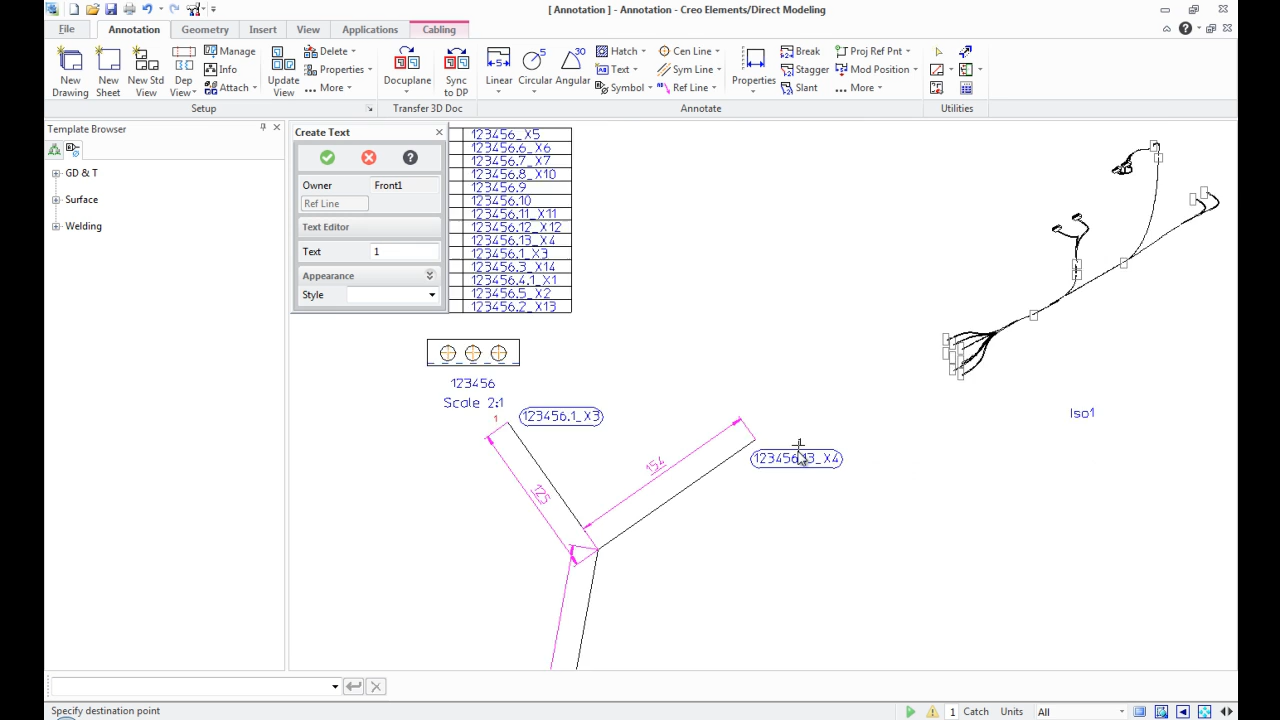 [ Annotation ] - Annotation - Creo Elements/Direct Modeling
File Annotation Geometry Insert View Applications Cabling
New Drawing
New Sheet
New Std View
Dep View
Manage
Info
Attach
Update View
Delete
Properties
More
Docuplane
Sync to DP
Linear
Circular
Angular
Hatch
Text
Symbol
Cen Line
Sym Line
Ref Line
Properties
Break
Stagger
Slant
Proj Ref Pnt
Mod Position
More
Setup Transfer 3D Doc Annotate Utilities
Template Browser
GD & T
Surface
Welding
Create Text
Owner Front1
Ref Line
Text Editor
Text 1
Appearance
Style
123456_X5
123456.6_X6
123456.7_X7
123456.8_X10
123456.9
123456.10
123456.11_X11
123456.12_X12
123456.13_X4
123456.1_X3
123456.3_X14
123456.4.1_X1
123456.5_X2
123456.2_X13
123456
Scale 2:1
1
123456.1_X3
123456.13_X4
154
125
Iso1
Specify destination point
1 Catch Units All